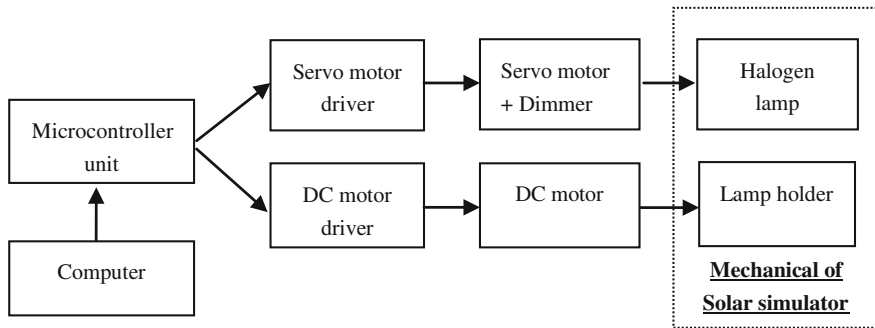 Servo motor
driver
Servo motor
+ Dimmer
Halogen
lamp
Microcontroller
unit
DC motor
driver
DC motor
Lamp holder
Computer
Mechanical of
Solar simulator